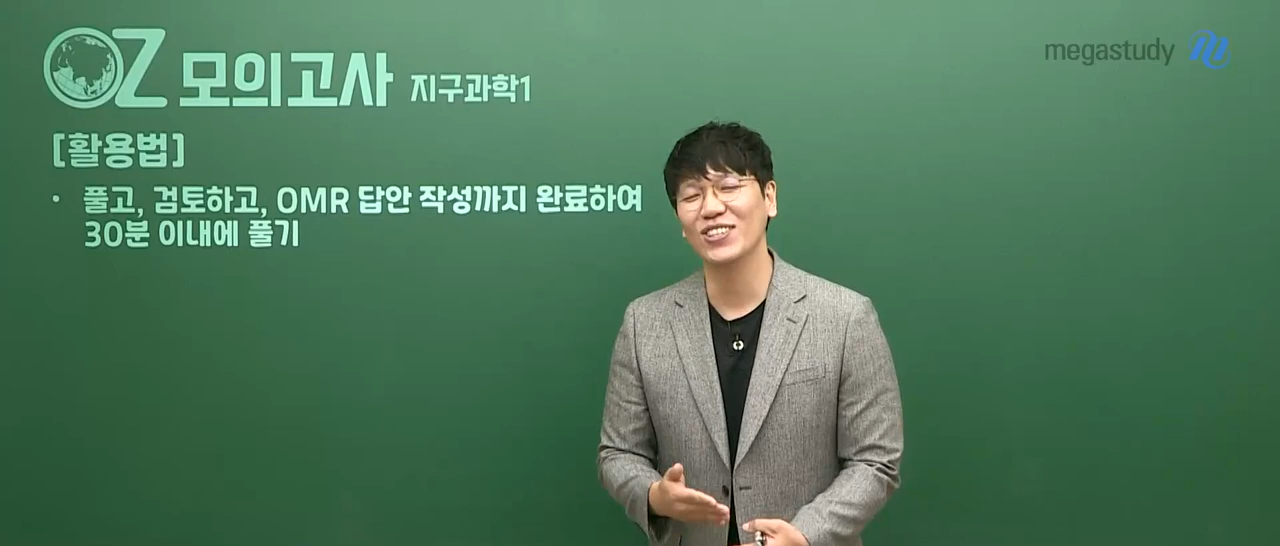 OZ 모의고사 지구과학1
megastudy
[활용법]
• 풀고, 검토하고, OMR 답안 작성까지 완료하여
30분 이내에 풀기